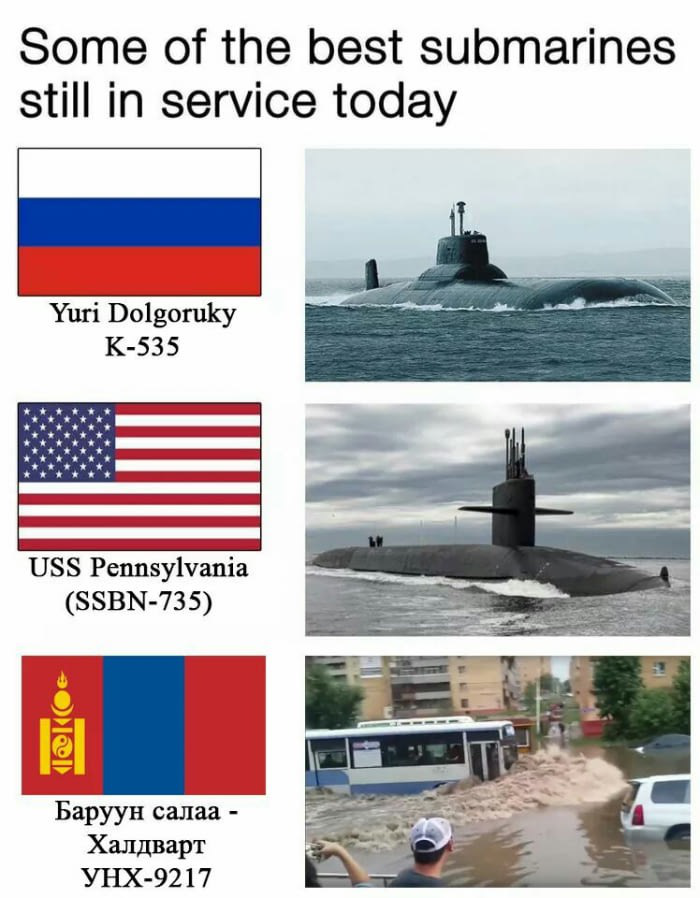 Some of the best submarines
still in service today
Yuri Dolgoruky
K-535
USS Pennsylvania
(SSBN-735)
Баруун салаа -
Халдварт
УНХ-9217